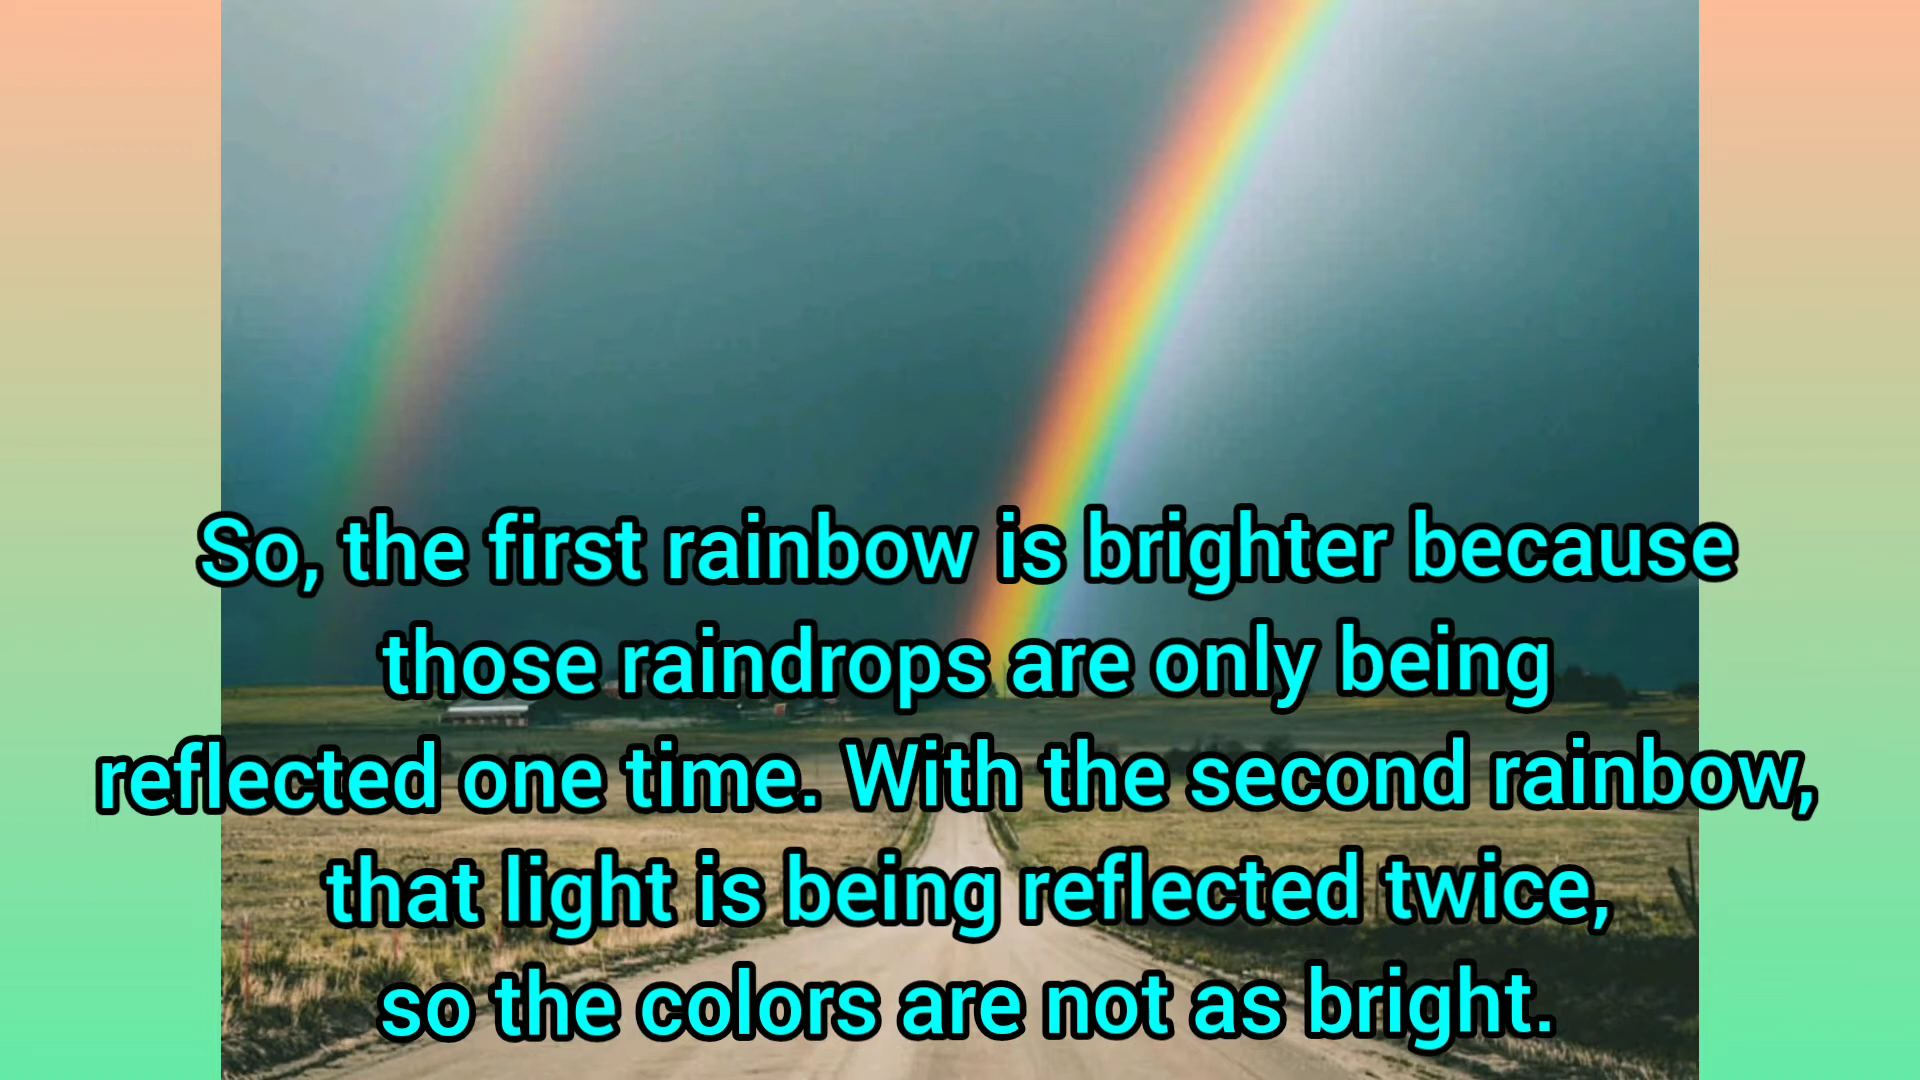 So, the first rainbow is brighter because
those raindrops are only being
reflected one time. With the second rainbow,
that light is being reflected twice,
so the colors are not as bright.